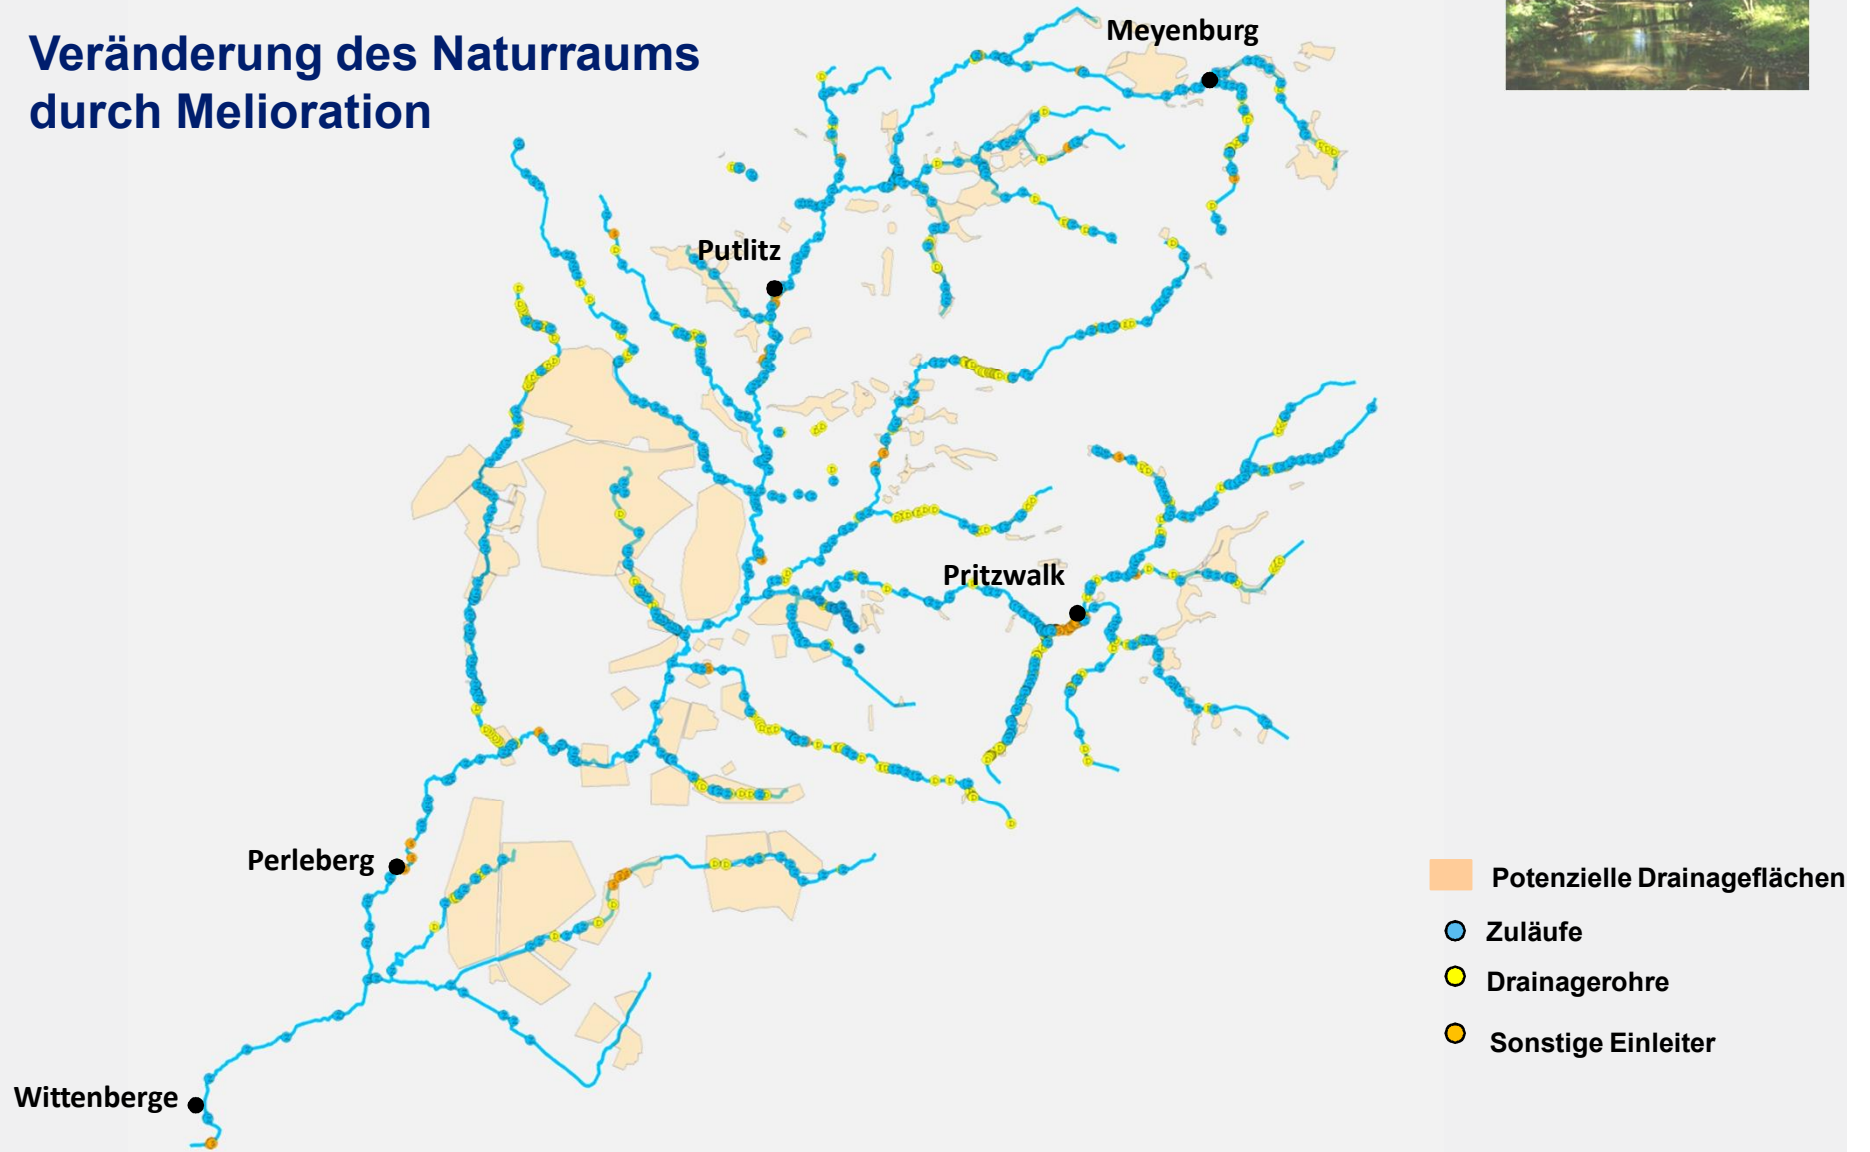 Veränderung des Naturraums
durch Melioration
Meyenburg
Putlitz
Pritzwalk
Perleberg
Wittenberge
Potenzielle Drainageflächen
Zuläufe
Drainagerohre
Sonstige Einleiter